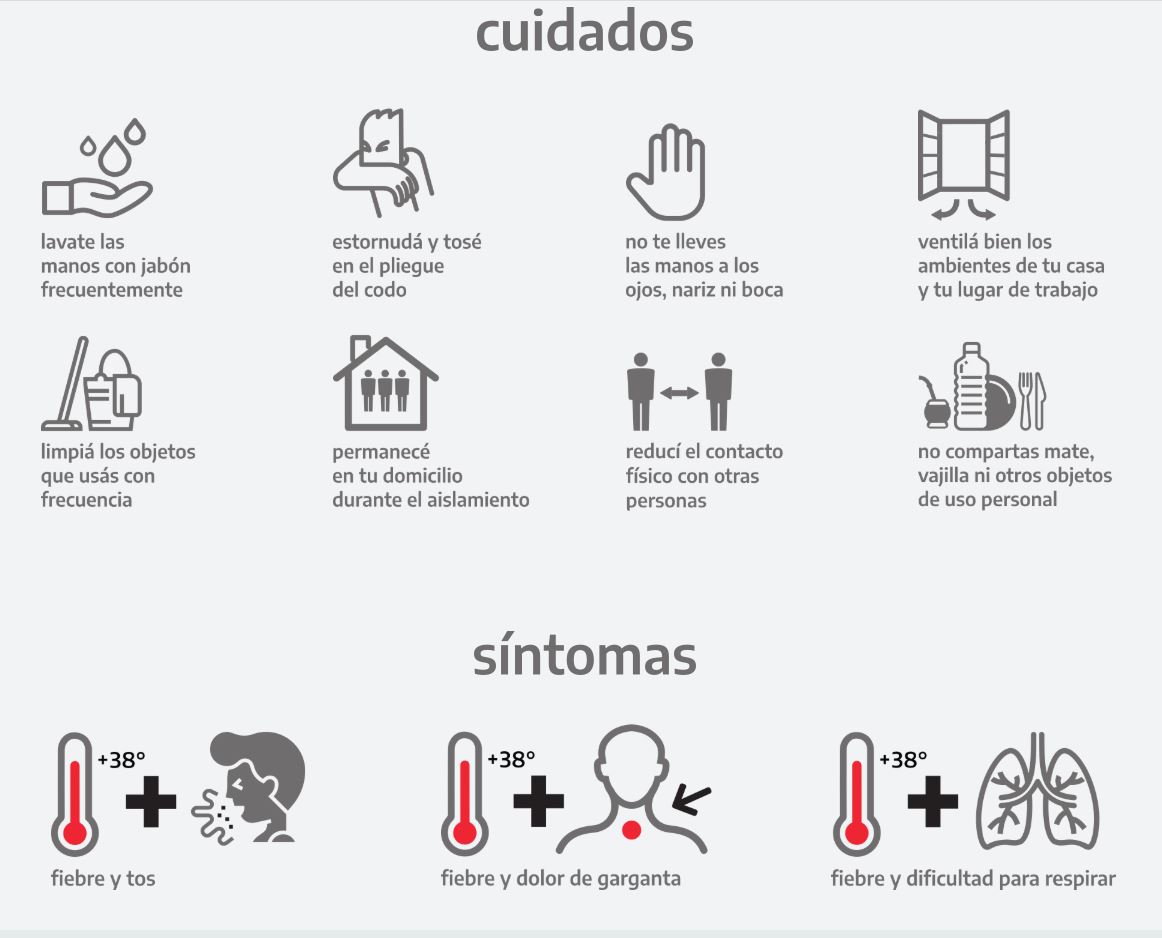 cuidados
lavate las
manos con jabón
frecuentemente
estornudá y tosé
en el pliegue
del codo
no te lleves
las manos a los
ojos, nariz ni boca
ventilá bien los
ambientes de tu casa
y tu lugar de trabajo
limpiá los objetos
que usás con
frecuencia
permanecé
en tu domicilio
durante el aislamiento
reducí el contacto
físico con otras
personas
no compartas mate,
vajilla ni otros objetos
de uso personal
síntomas
+38°
fiebre y tos
+38°
fiebre y dolor de garganta
+38°
fiebre y dificultad para respirar